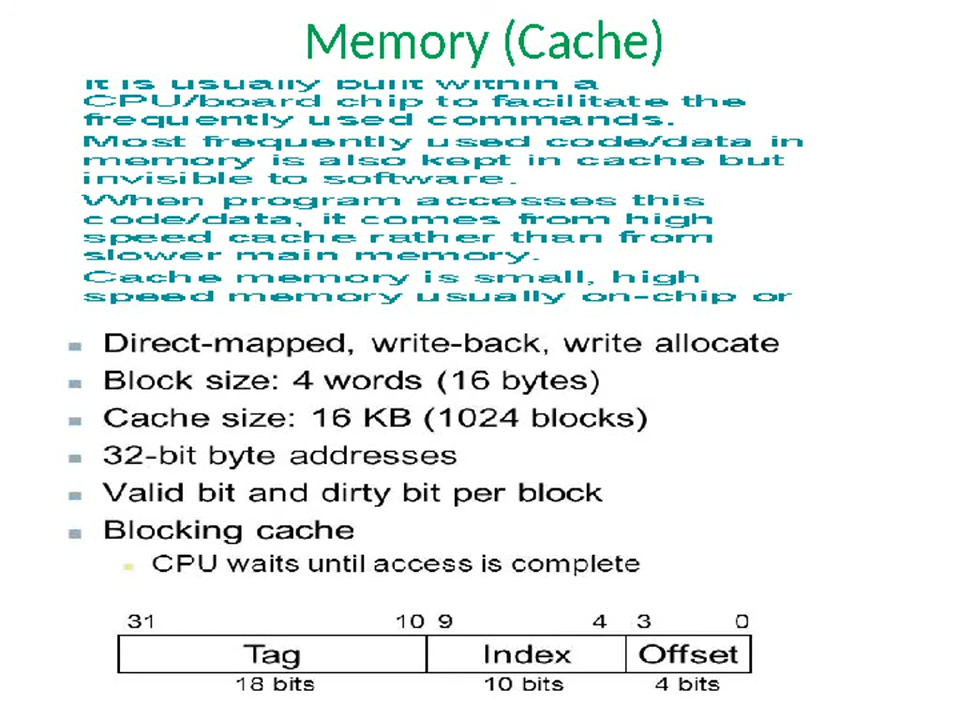 Memory (Cache)
It is usually built within a
CPU/board chip to facilitate the
frequently used commands.
Most frequently used code/data in
memory is also kept in cache but
invisible to software.
When program accesses this
code/data, it comes from high
speed cache rather than from
slower main memory.
Cache memory is small, high
speed memory usually on-chip or
Direct-mapped, write-back, write allocate
Block size: 4 words (16 bytes)
Cache size: 16 KB (1024 blocks)
32-bit byte addresses
Valid bit and dirty bit per block
Blocking cache
CPU waits until access is complete
31 10 9 4 3 0
Tag Index Offset
18 bits 10 bits 4 bits